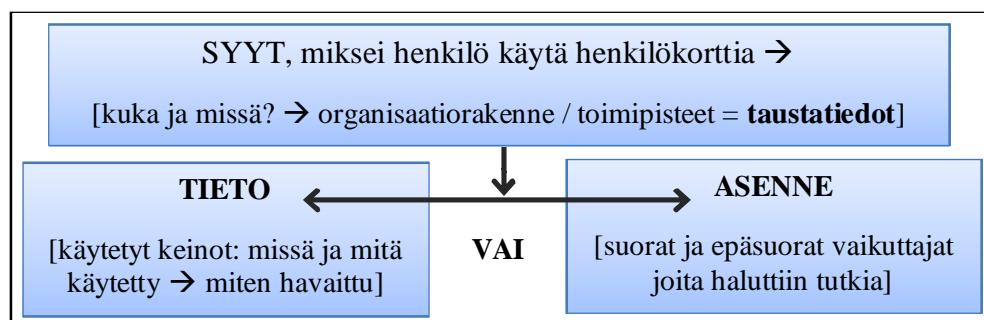 SYYT, miksei henkilö käytä henkilökorttia →
[kuka ja missä? → organisaatiorakenne / toimipisteet = taustatiedot]
TIETO
[käytetyt keinot: missä ja mitä
käytetty → miten havaittu]
VAI
ASENNE
[suorat ja epäsuorat vaikuttajat
joita haluttiin tutkia]